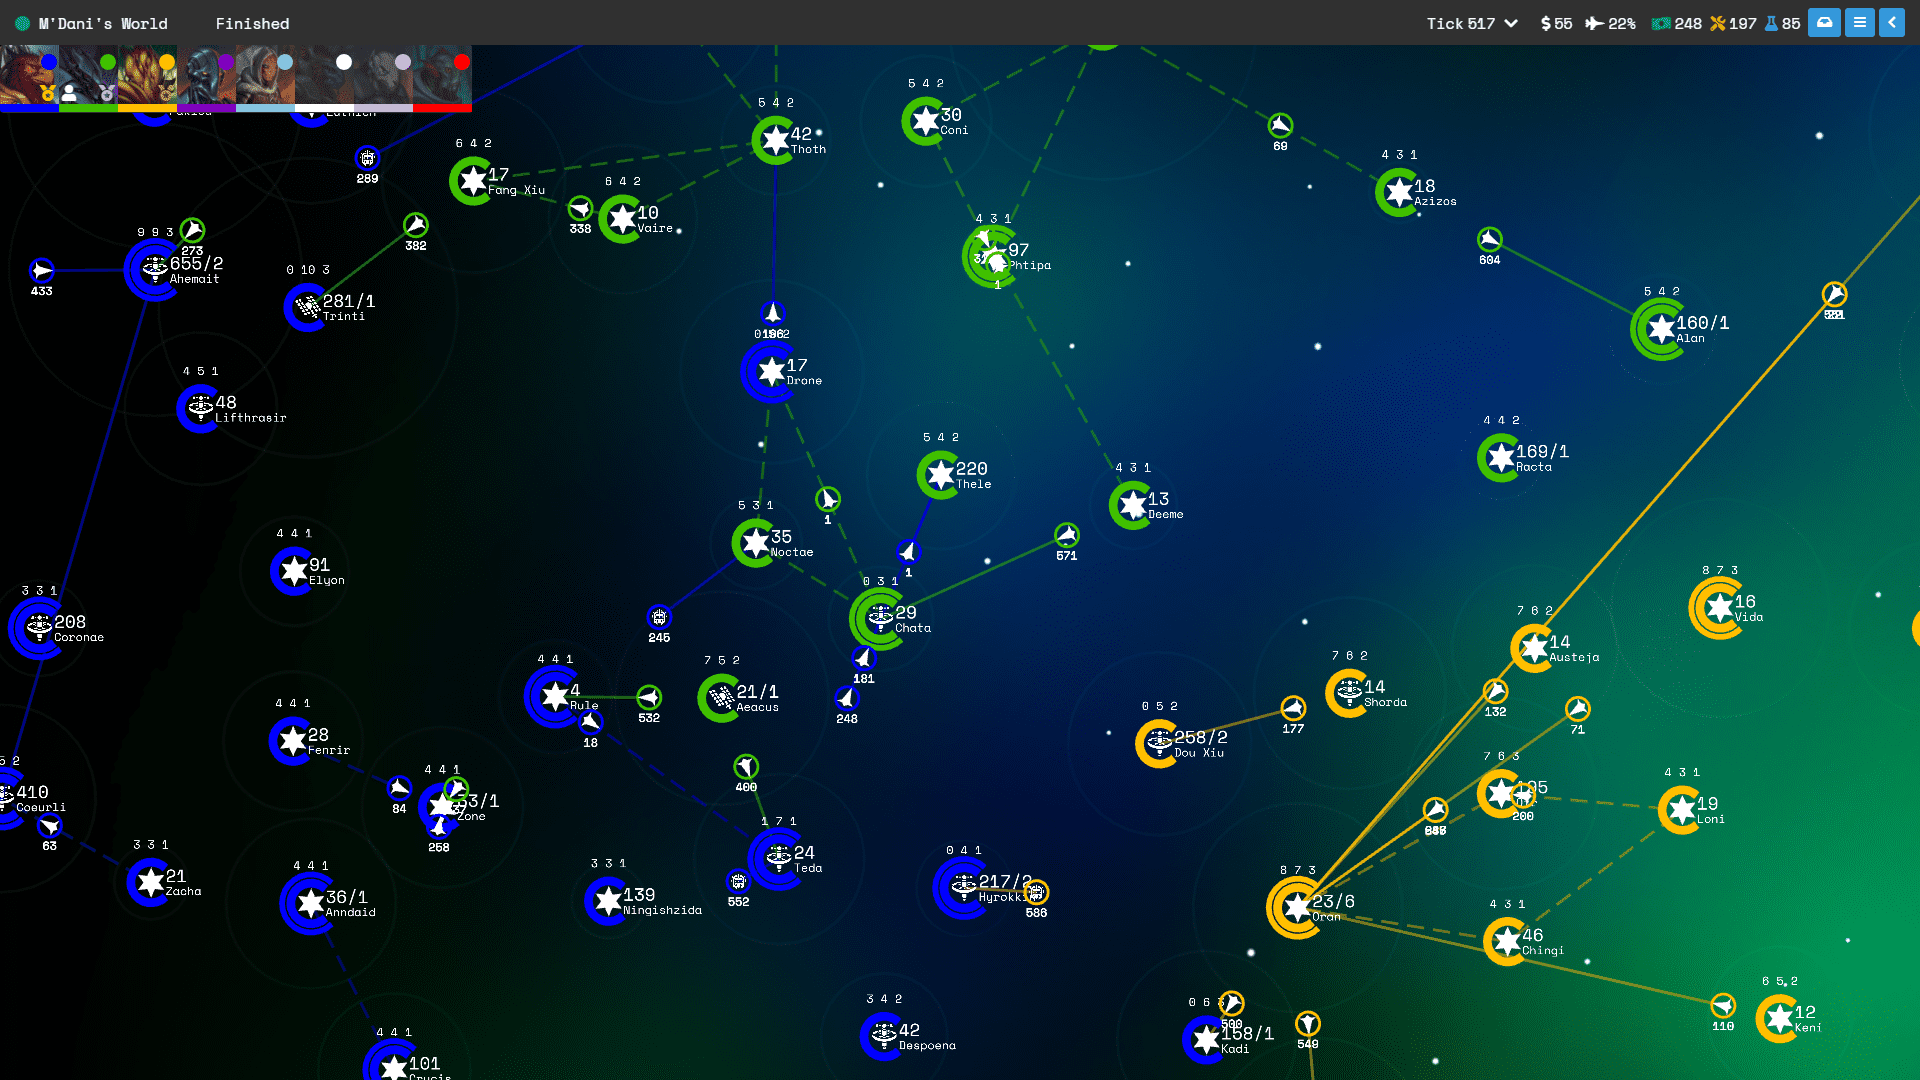 M'Dani's World
Finished
Tick 517
$ 55
22%
248
197
85
5 4 2
30
Coni
5 4 2
42
Thoth
69
289
6 4 2
17
Fang Xiu
4 3 1
18
Azizos
6 4 2
10
Vaire
338
382
273
9 9 3
655/2
Ahemait
433
4 3 1
97
Phtipa
1
604
0 10 3
281/1
Trinti
5 4 2
160/1
Alan
17
Drone
4 5 1
48
Lifthrasir
4 4 2
169/1
Racta
5 4 2
220
Thele
4 3 1
13
Deeme
1
5 3 1
35
Noctae
571
1
4 4 1
91
Elyon
0 3 1
29
Chata
3 3 1
208
Coronae
245
8 7 3
16
Vida
7 6 2
14
Austeja
181
4 4 1
4
Rule
532
18
7 5 2
21/1
Aeacus
248
7 6 2
14
Shorda
132
71
0 5 2
258/2
Dou Xiu
177
4 4 1
28
Fenrir
84
4 4 1
Zone
258
400
7 6 3
200
4 3 1
19
Loni
5 2
410
Coeurli
63
3 3 1
21
Zacha
1 7 1
24
Teda
552
4 4 1
36/1
Anndaid
3 3 1
139
Ningishzida
0 4 1
217/2
586
8 7 3
23/6
Oran
4 3 1
46
Chingi
6 5 2
12
Keni
110
3 4 2
42
Despoena
0 6
500
158/1
Kadi
549
4 4 1
101